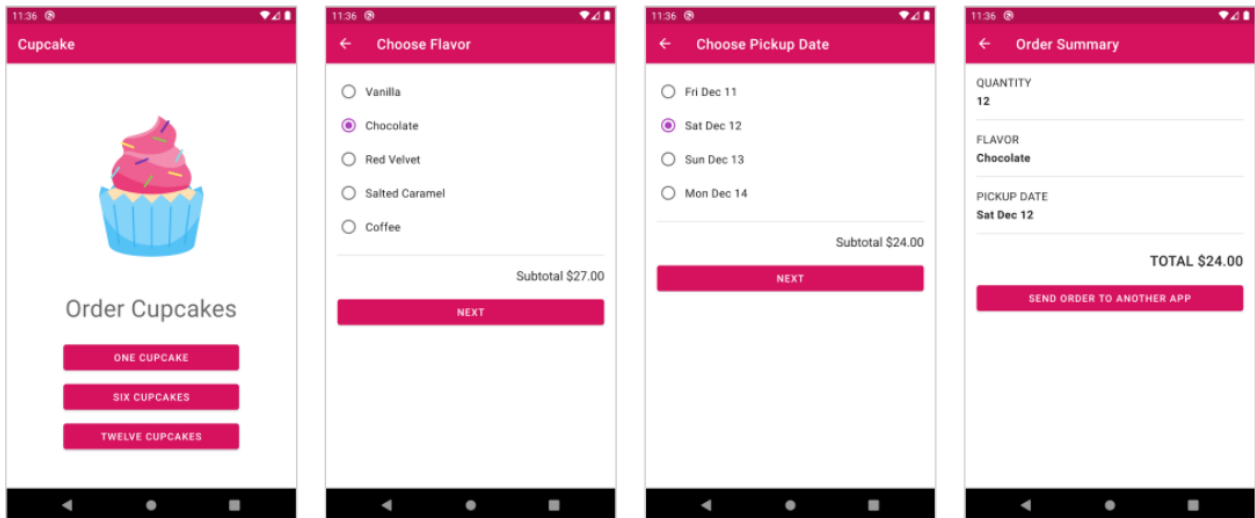 11:36
Cupcake
Order Cupcakes
ONE CUPCAKE
SIX CUPCAKES
TWELVE CUPCAKES
11:36
Choose Flavor
Vanilla
Chocolate
Red Velvet
Salted Caramel
Coffee
Subtotal $27.00
NEXT
11:36
Choose Pickup Date
Fri Dec 11
Sat Dec 12
Sun Dec 13
Mon Dec 14
Subtotal $24.00
NEXT
11:36
Order Summary
QUANTITY
12
FLAVOR
Chocolate
PICKUP DATE
Sat Dec 12
TOTAL $24.00
SEND ORDER TO ANOTHER APP